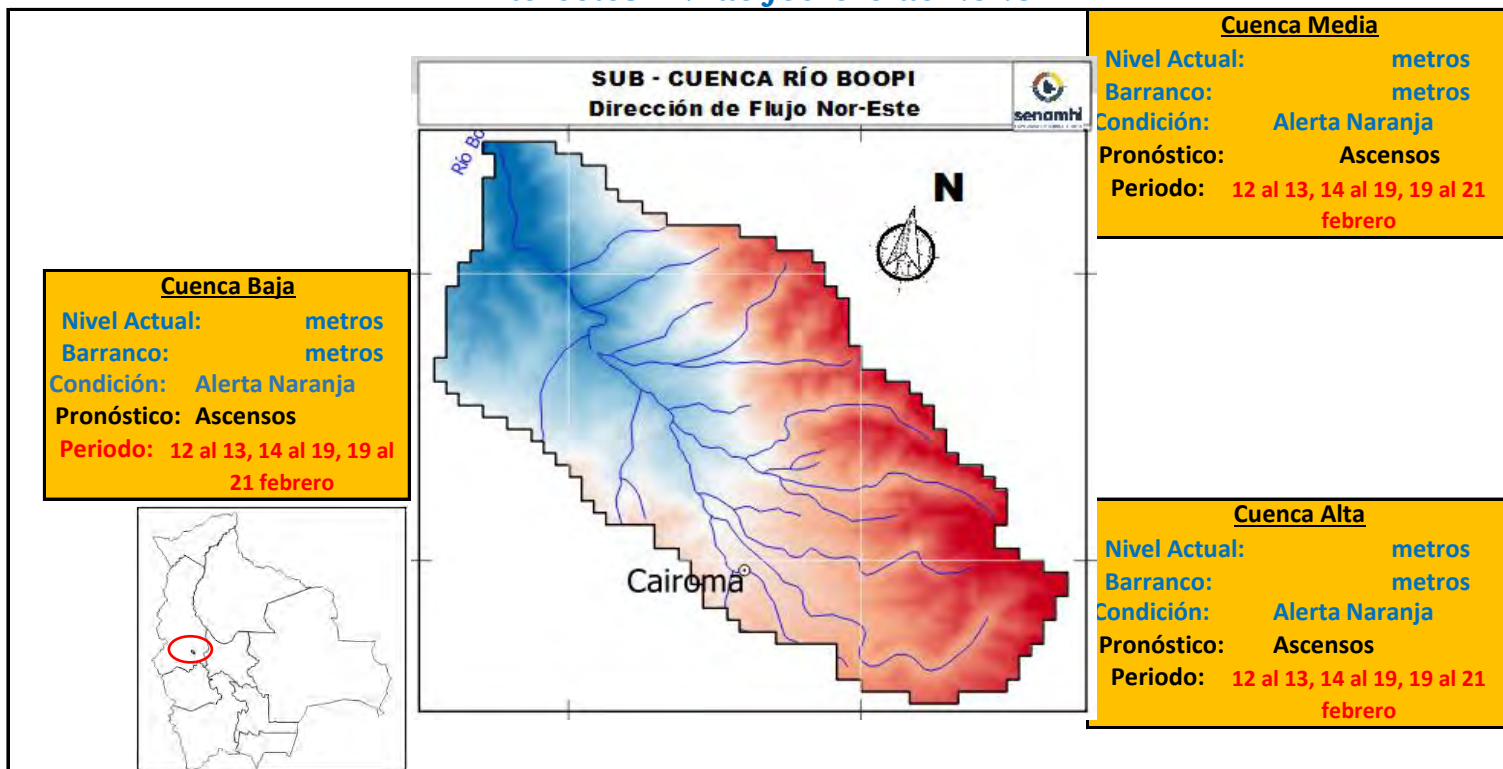 Cuenca Media
Nivel Actual: metros
Barranco: metros
Condición: Alerta Naranja
Pronóstico: Ascensos
Periodo: 12 al 13, 14 al 19, 19 al 21
febrero
SUB - CUENCA RÍO BOOPI
Dirección de Flujo Nor-Este
senamhi
Río Bo
N
Cuenca Baja
Nivel Actual: metros
Barranco: metros
Condición: Alerta Naranja
Pronóstico: Ascensos
Periodo: 12 al 13, 14 al 19, 19 al
21 febrero
Cairoma
Cuenca Alta
Nivel Actual: metros
Barranco: metros
Condición: Alerta Naranja
Pronóstico: Ascensos
Periodo: 12 al 13, 14 al 19, 19 al 21
febrero